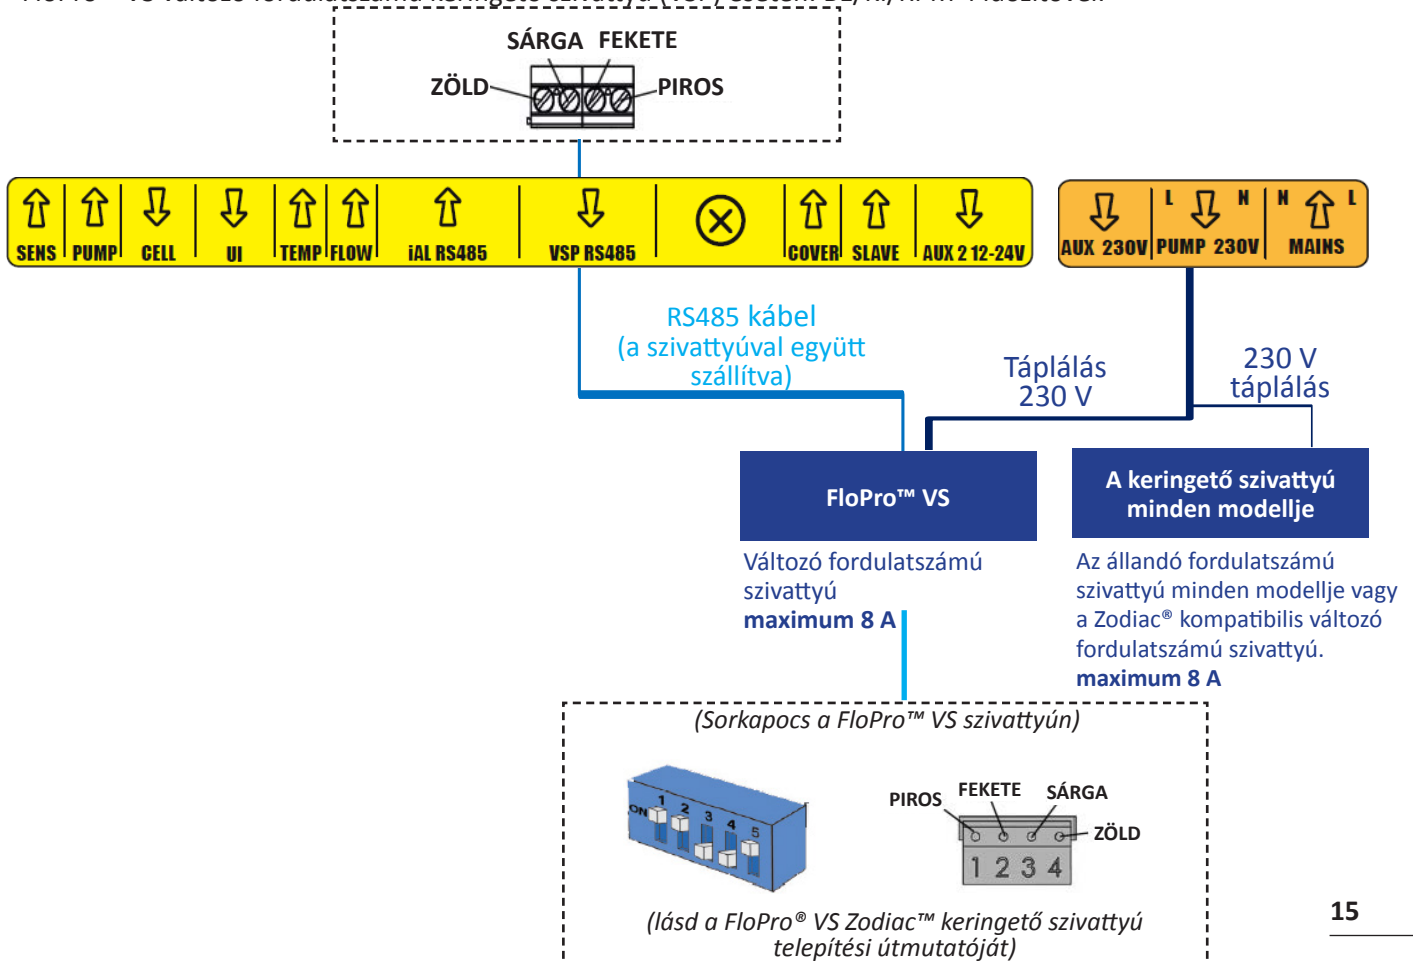 SÁRGA FEKETE
ZÖLD PIROS
SENS PUMP CELL UI TEMP FLOW iAL RS485 VSP RS485 COVER SLAVE AUX 2 12-24V
L N N L
AUX 230V PUMP 230V MAINS
RS485 kábel
(a szivattyúval együtt
szállítva)
Táplálás
230 V
230 V
táplálás
FloPro™ VS
A keringető szivattyú
minden modellje
Változó fordulatszámú
szivattyú
maximum 8 A
Az állandó fordulatszámú
szivattyú minden modellje vagy
a Zodiac® kompatibilis változó
fordulatszámú szivattyú.
maximum 8 A
(Sorkapocs a FloPro™ VS szivattyún)
ON 1 2 3 4 5
PIROS FEKETE SÁRGA
ZÖLD
1 2 3 4
(lásd a FloPro® VS Zodiac™ keringető szivattyú
telepítési útmutatóját)
15